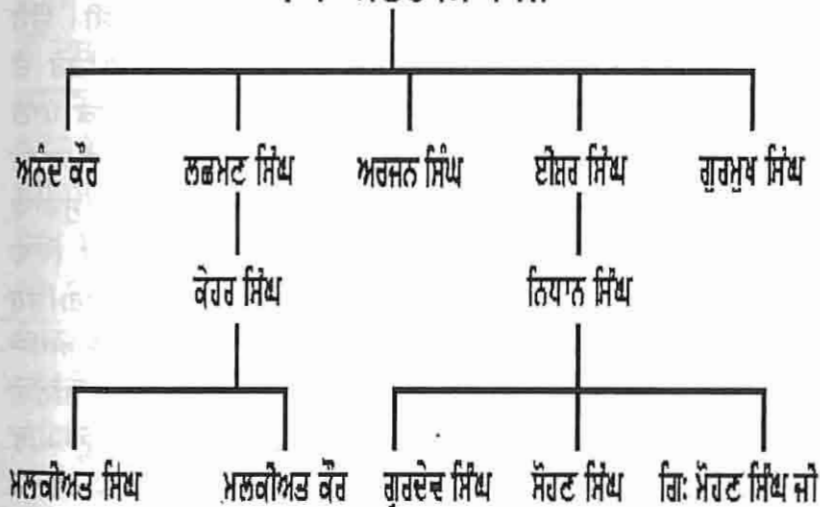 ਅਨੰਦ ਕੌਰ ਲਛਮਣ ਸਿੰਘ ਅਰਜਨ ਸਿੰਘ ਈਸ਼ਰ ਸਿੰਘ ਗੁਰਮੁਖ ਸਿੰਘ
ਕੇਹਰ ਸਿੰਘ ਨਿਧਾਨ ਸਿੰਘ
ਮਲਕੀਅਤ ਸਿੰਘ ਮਲਕੀਅਤ ਕੌਰ ਗੁਰਦੇਵ ਸਿੰਘ ਸੋਹਣ ਸਿੰਘ ਗਿ: ਮੋਹਣ ਸਿੰਘ ਜੀ